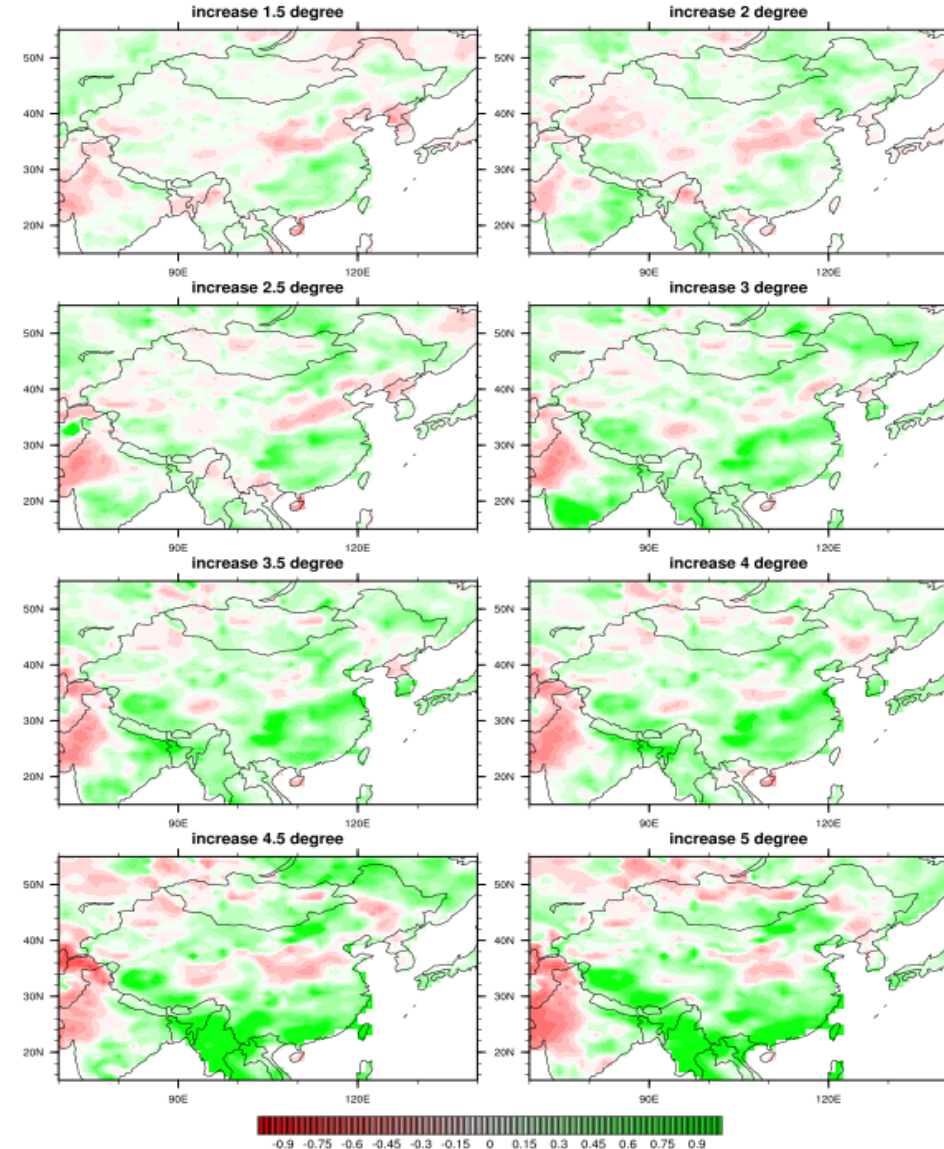 increase 1.5 degree
increase 2 degree
50N
40N
30N
20N
50N
40N
30N
20N
90E
120E
90E
120E
increase 2.5 degree
increase 3 degree
50N
40N
30N
20N
50N
40N
30N
20N
90E
120E
90E
120E
increase 3.5 degree
increase 4 degree
50N
40N
30N
20N
50N
40N
30N
20N
90E
120E
90E
120E
increase 4.5 degree
increase 5 degree
50N
40N
30N
20N
50N
40N
30N
20N
90E
120E
90E
120E
-0.9 -0.75 -0.6 -0.45 -0.3 -0.15 0 0.15 0.3 0.45 0.6 0.75 0.9